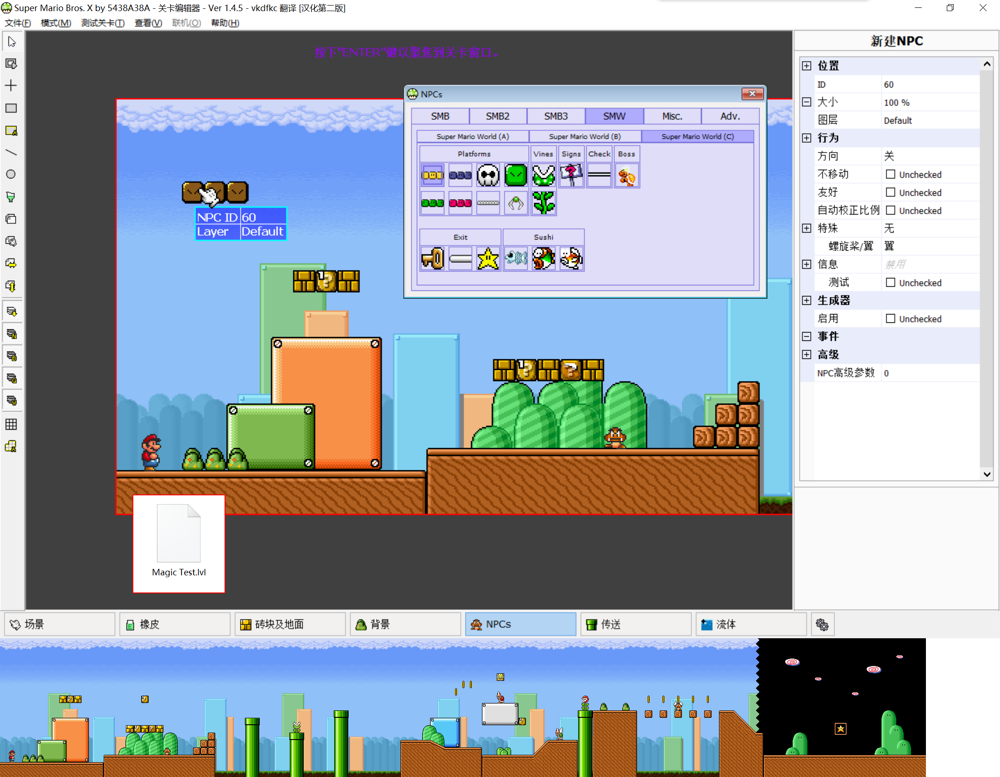 Super Mario Bros. X by 5438A38A - 关卡编辑器 - Ver 1.4.5 - vkdfkc 翻译 [汉化第二版]
文件(F) 模式(M) 测试关卡(T) 查看(V) 联机(O) 帮助(H)
按下"ENTER"键以聚焦到关卡窗口。
NPCs
SMB SMB2 SMB3 SMW Misc. Adv.
Super Mario World (A) Super Mario World (B) Super Mario World (C)
Platforms Vines Signs Check Boss
Exit Sushi
NPC ID 60
Layer Default
Magic Test.lvl
新建NPC
位置
ID 60
大小 100 %
图层 Default
行为
方向 关
不移动 Unchecked
友好 Unchecked
自动校正比例 Unchecked
特殊 无
螺旋桨/翼 翼
信息 禁用
测试 Unchecked
生成器
启用 Unchecked
事件
高级
NPC高级参数 0
场景 橡皮 砖块及地面 背景 NPCs 传送 流体